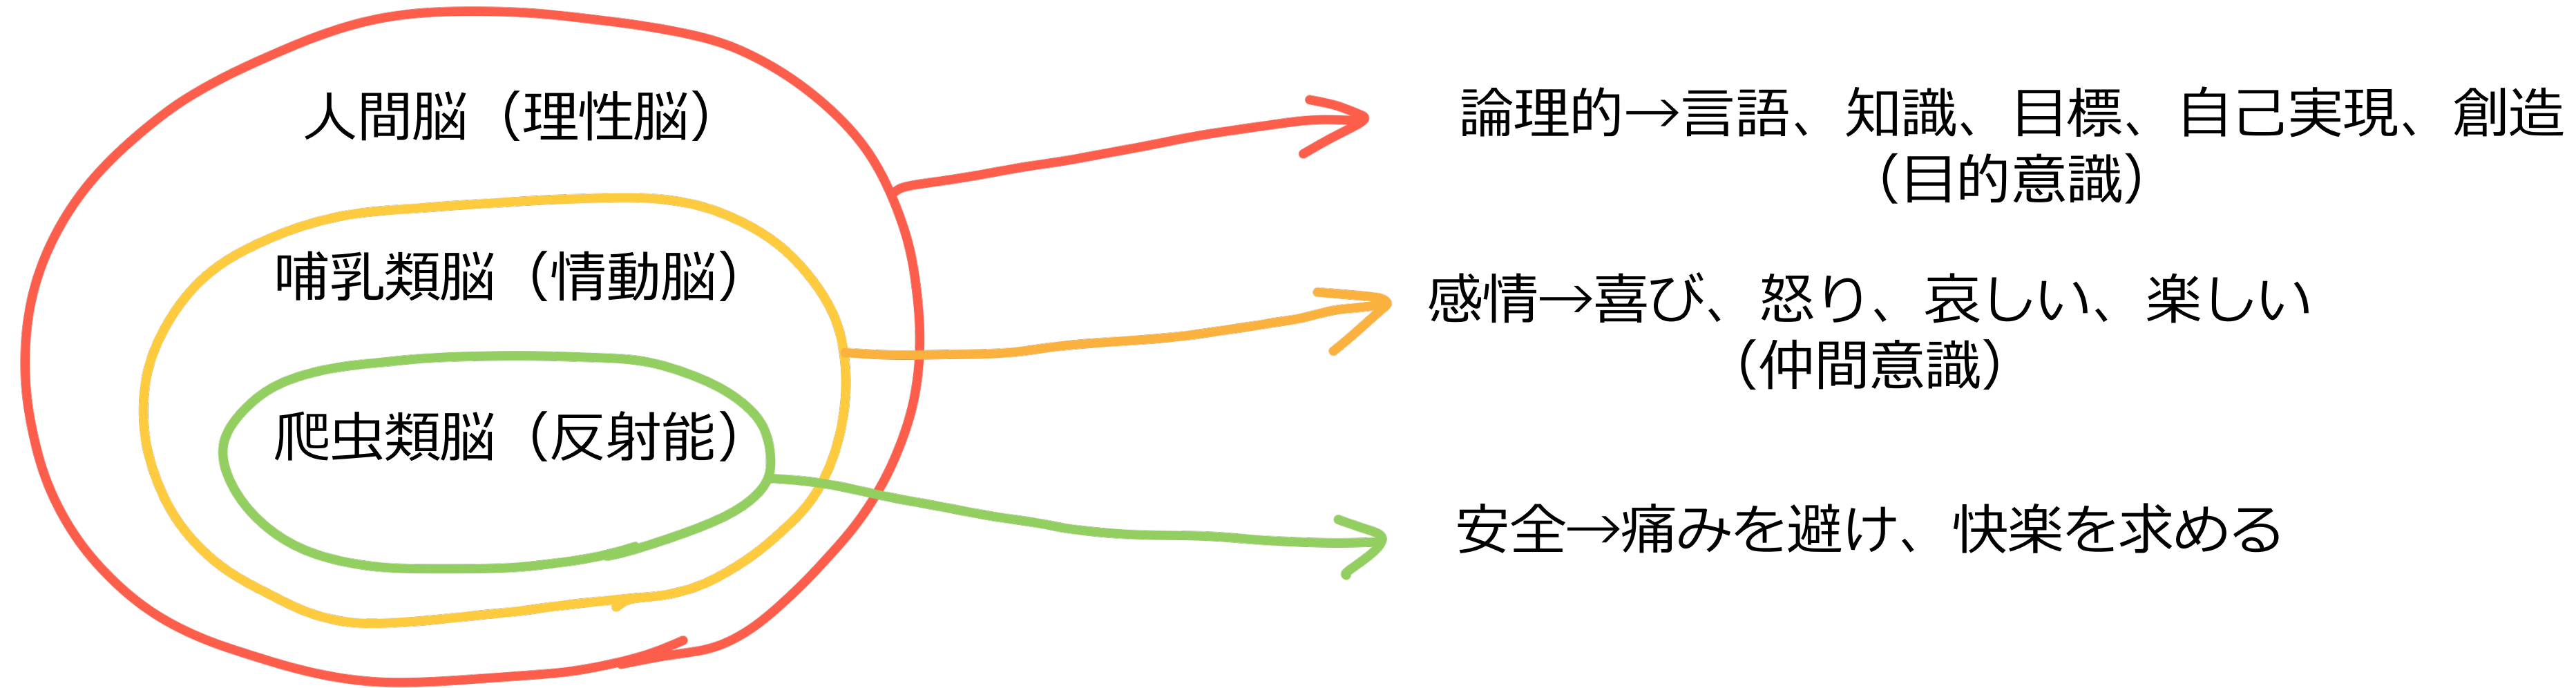 人間脳（理性脳）
論理的→言語、知識、目標、自己実現、創造
（目的意識）
哺乳類脳（情動脳）
感情→喜び、怒り、哀しい、楽しい
（仲間意識）
爬虫類脳（反射能）
安全→痛みを避け、快楽を求める